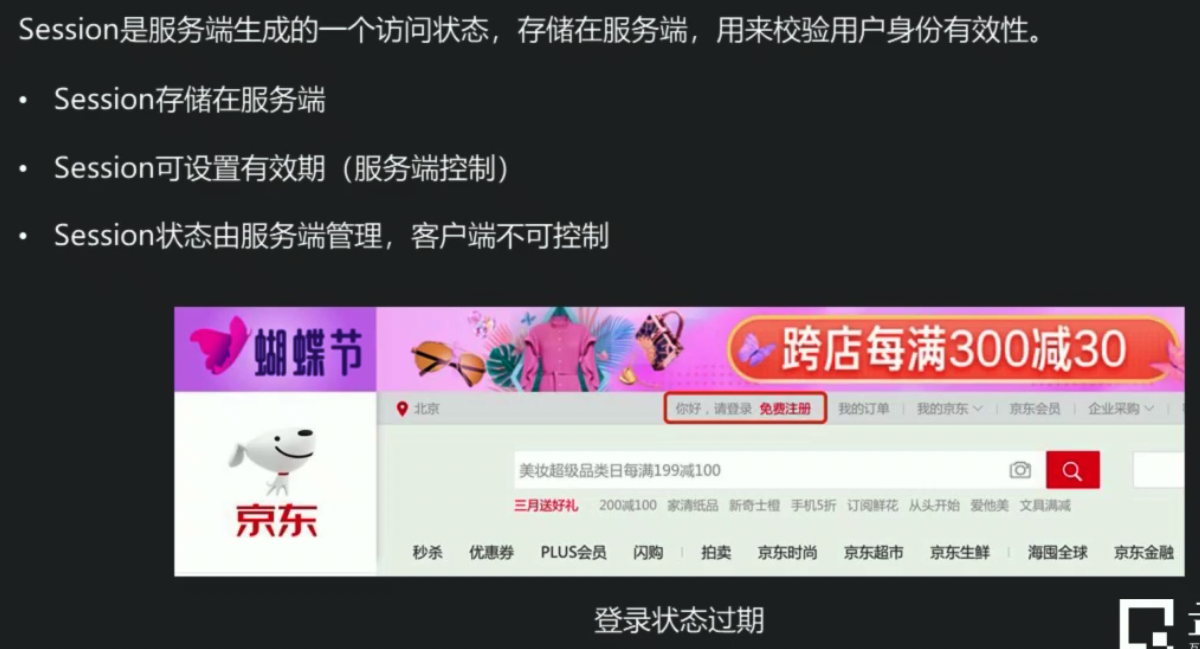 Session是服务端生成的一个访问状态，存储在服务端，用来校验用户身份有效性。
• Session存储在服务端
• Session可设置有效期（服务端控制）
• Session状态由服务端管理，客户端不可控制
蝴蝶节
跨店每满300减30
北京
你好，请登录 免费注册 我的订单 我的京东 京东会员 企业采购
美妆超级品类日每满199减100
京东
三月送好礼 200减100 家清纸品 新奇士橙 手机5折 订阅鲜花 从头开始 爱他美 文具满减
秒杀 优惠券 PLUS会员 闪购 拍卖 京东时尚 京东超市 京东生鲜 海囤全球 京东金融
登录状态过期